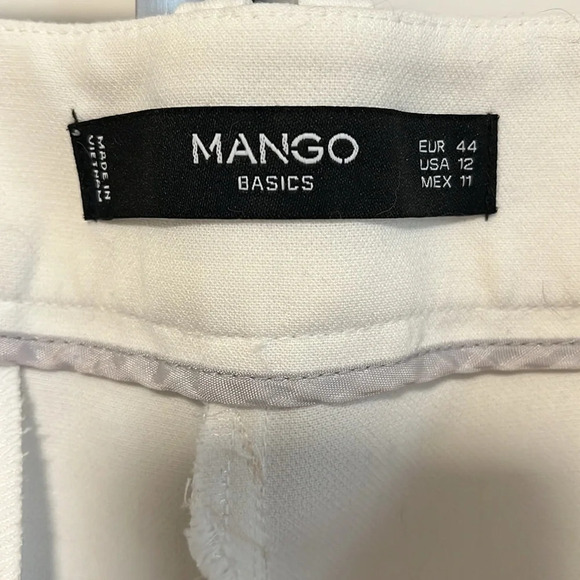 MANGO
BASICS
EUR 44
USA 12
MEX 11
MADE IN
VIETNAM